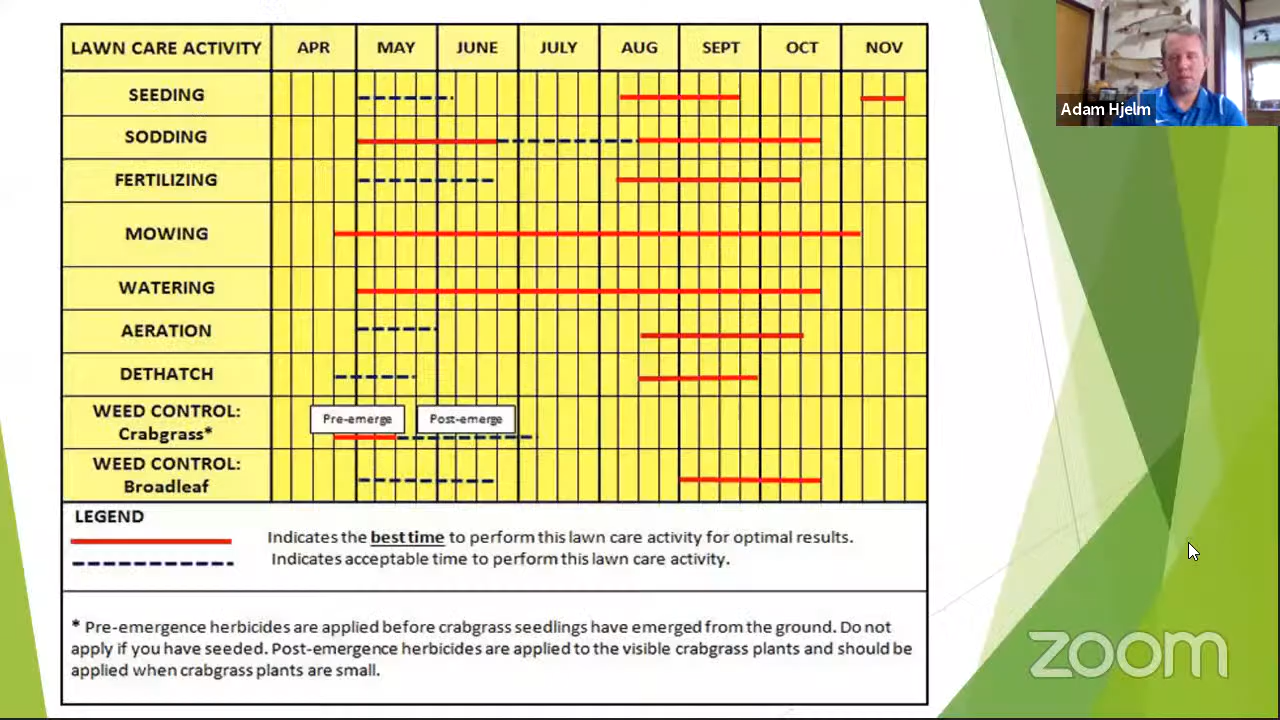 LAWN CARE ACTIVITY APR MAY JUNE JULY AUG SEPT OCT NOV
SEEDING
SODDING
FERTILIZING
MOWING
WATERING
AERATION
DETHATCH
WEED CONTROL:
Crabgrass*
Pre-emerge Post-emerge
WEED CONTROL:
Broadleaf
LEGEND
Indicates the best time to perform this lawn care activity for optimal results.
Indicates acceptable time to perform this lawn care activity.
* Pre-emergence herbicides are applied before crabgrass seedlings have emerged from the ground. Do not
apply if you have seeded. Post-emergence herbicides are applied to the visible crabgrass plants and should be
applied when crabgrass plants are small.
Adam Hjelm
zoom